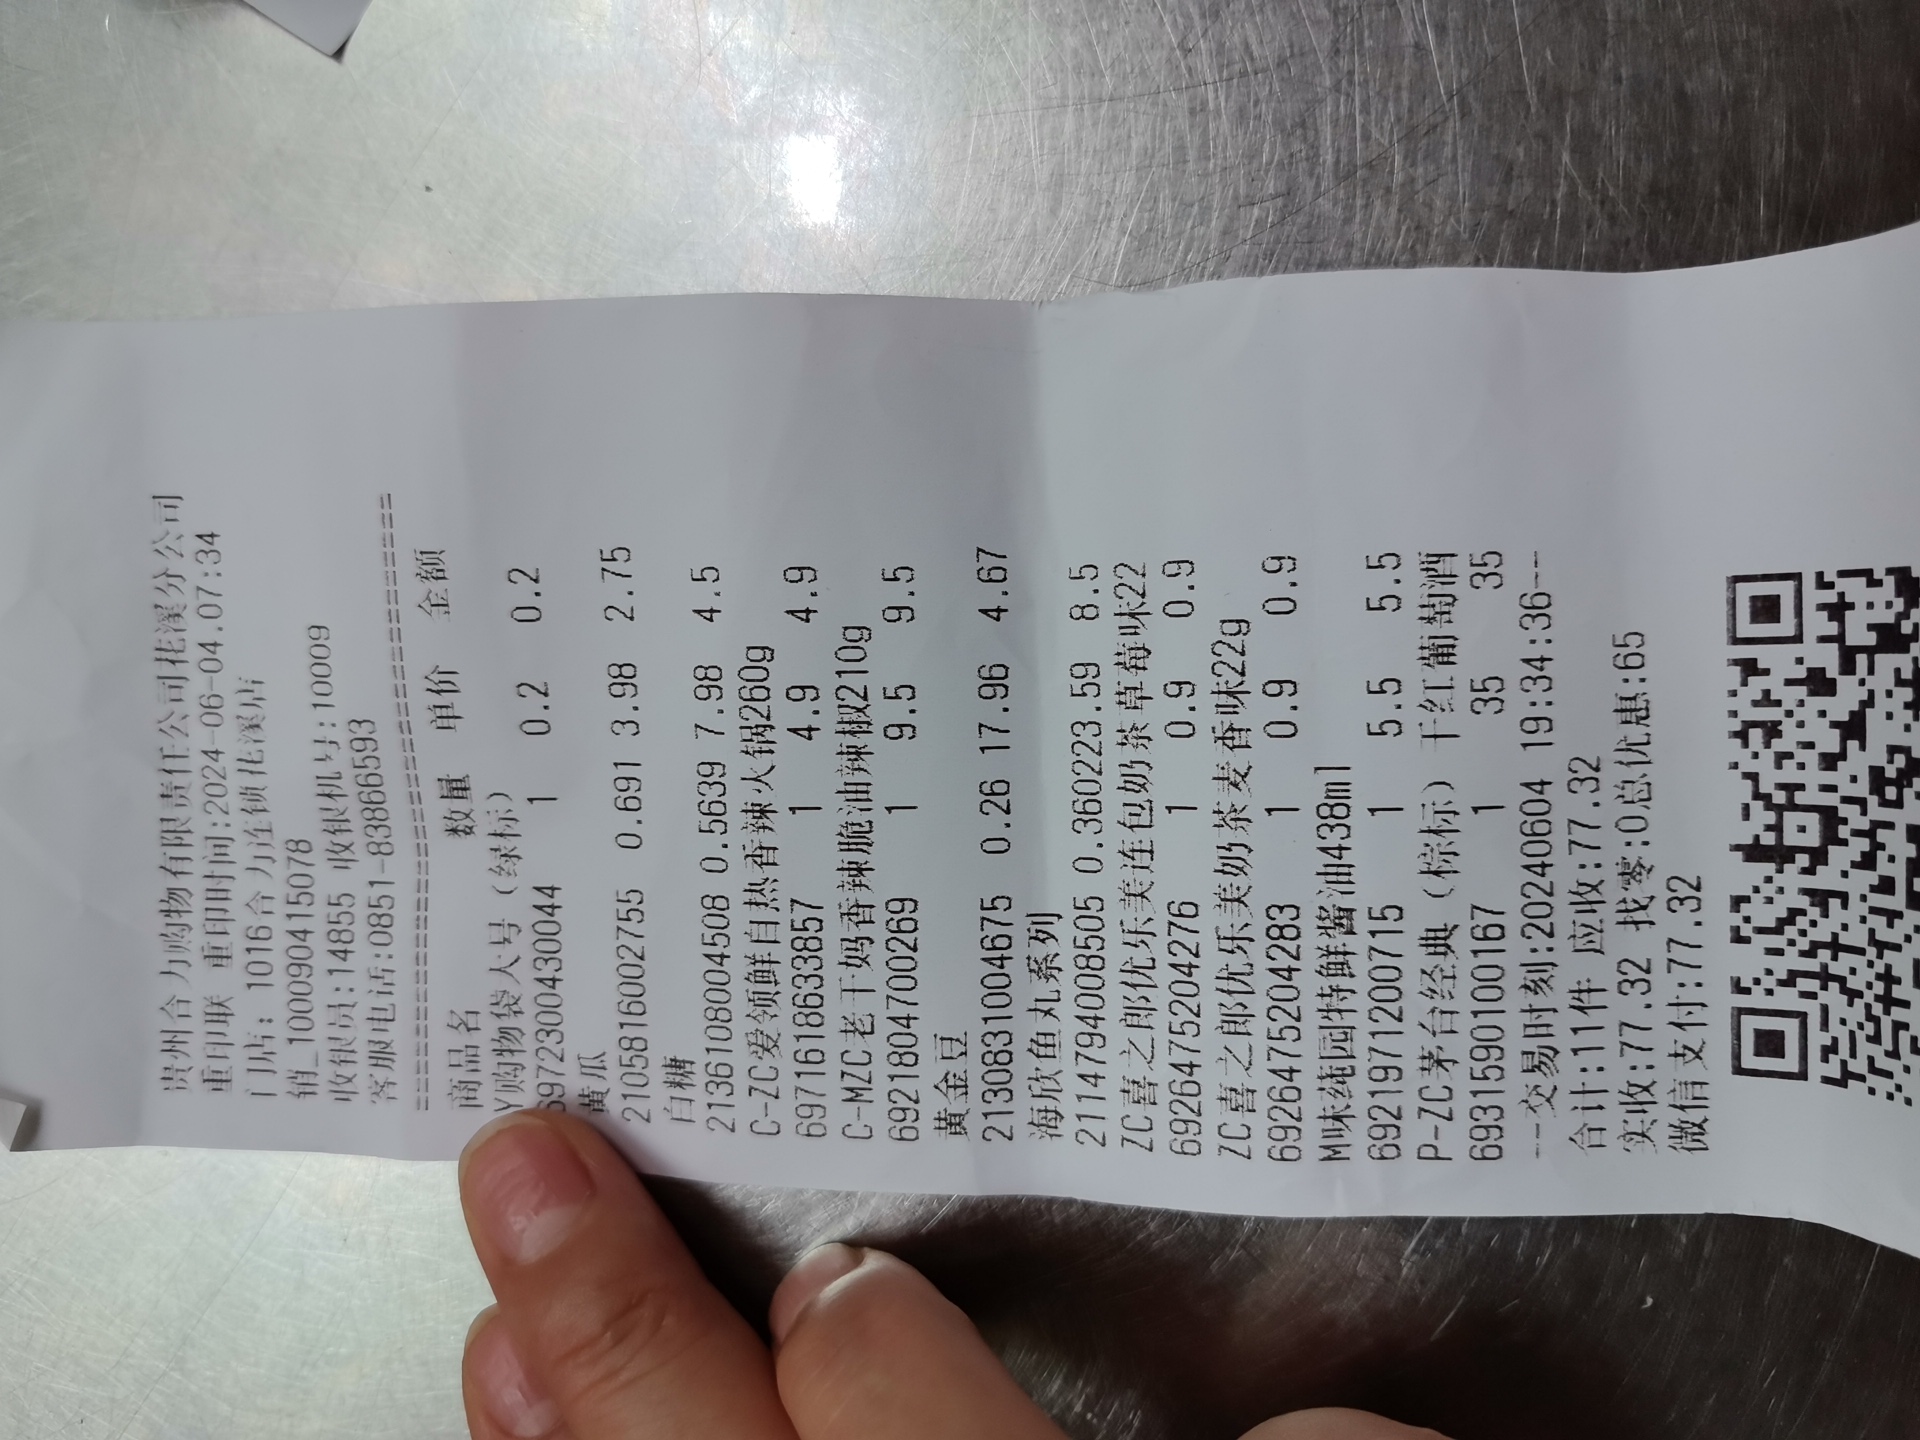 贵州合力购物有限责任公司花溪分公司
重印联 重印时间:2024-06-04.07:34
门店: 1016合力连锁花溪店
销_100090415078
收银员:14855 收银机号:10009
客服电话:0851-83866593
商品名 数量 单价 金额
Y购物袋大号(绿标)
6972300430044 1 0.2 0.2
黄瓜
2105816002755 0.691 3.98 2.75
白糖
2136108004508 0.5639 7.98 4.5
C-ZC爱领鲜自热香辣火锅260g
6971618633857 1 4.9 4.9
C-MZC老干妈香辣脆油辣椒210g
6921804700269 1 9.5 9.5
黄金豆
2130831004675 0.26 17.96 4.67
海欣鱼丸系列
2114794008505 0.360223.59 8.5
ZC喜之郎优乐美连包奶茶草莓味22
6926475204276 1 0.9 0.9
ZC喜之郎优乐美奶茶麦香味22g
6926475204283 1 0.9 0.9
M味莼园特鲜酱油438ml
6921971200715 1 5.5 5.5
P-ZC茅台经典(棕标)干红葡萄酒
6931590100167 1 35 35
--交易时刻:20240604 19:34:36--
合计:11件 应收:77.32
实收:77.32 找零:0总优惠:65
微信支付:77.32